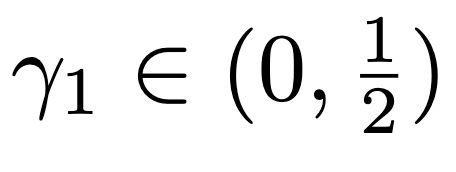 γ₁ ∈ (0, 1/2)